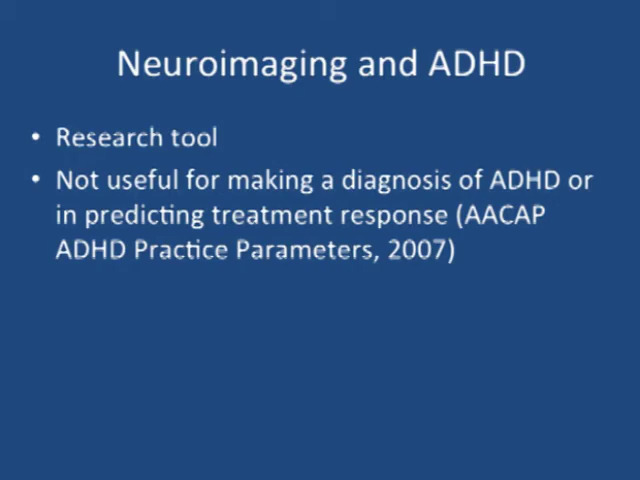 Neuroimaging and ADHD
• Research tool
• Not useful for making a diagnosis of ADHD or
in predicting treatment response (AACAP
ADHD Practice Parameters, 2007)